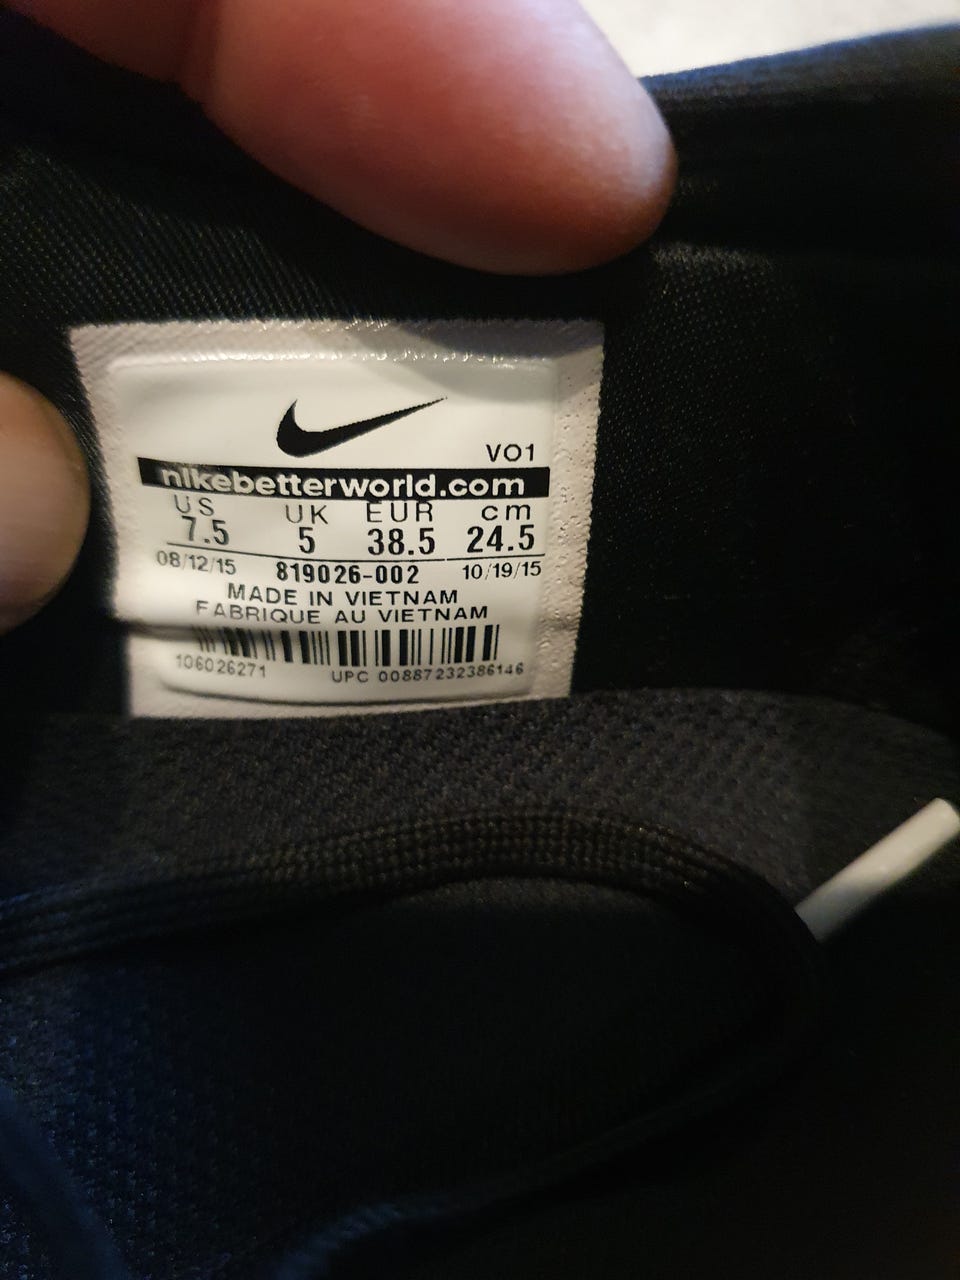 VO1
nikebetterworld.com
US UK EUR cm
7.5 5 38.5 24.5
08/12/15 819026-002 10/19/15
MADE IN VIETNAM
FABRIQUE AU VIETNAM
106026271 UPC 00887232386146